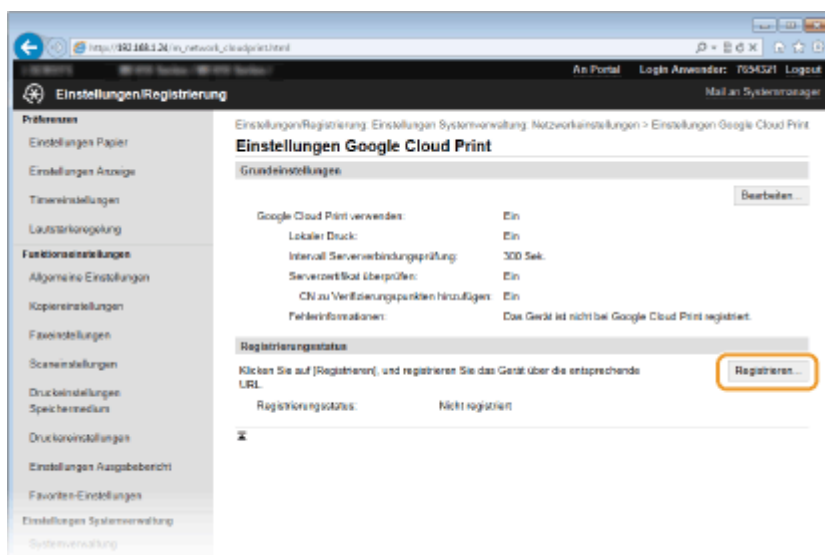 http://192.168.1.24/m_network_cloudprint.html
An Portal Login Anwender: 7654321 Logout
Einstellungen/Registrierung
Mail an Systemmanager
Präferenzen
Einstellungen Papier
Einstellungen Anzeige
Timereinstellungen
Lautstärkeregelung
Funktionseinstellungen
Allgemeine Einstellungen
Kopiereinstellungen
Faxeinstellungen
Scaneinstellungen
Druckeinstellungen
Speichermedium
Druckereinstellungen
Einstellungen Ausgabebericht
Favoriten-Einstellungen
Einstellungen Systemverwaltung
Systemverwaltung
Einstellungen/Registrierung: Einstellungen Systemverwaltung: Netzwerkeinstellungen > Einstellungen Google Cloud Print
Einstellungen Google Cloud Print
Grundeinstellungen
Bearbeiten...
Google Cloud Print verwenden: Ein
Lokaler Druck: Ein
Intervall Serververbindungsprüfung: 300 Sek.
Serverzertifikat überprüfen: Ein
CN zu Verifizierungspunkten hinzufügen: Ein
Fehlerinformationen: Das Gerät ist nicht bei Google Cloud Print registriert.
Registrierungsstatus
Klicken Sie auf [Registrieren], und registrieren Sie das Gerät über die entsprechende
URL.
Registrieren...
Registrierungsstatus: Nicht registriert